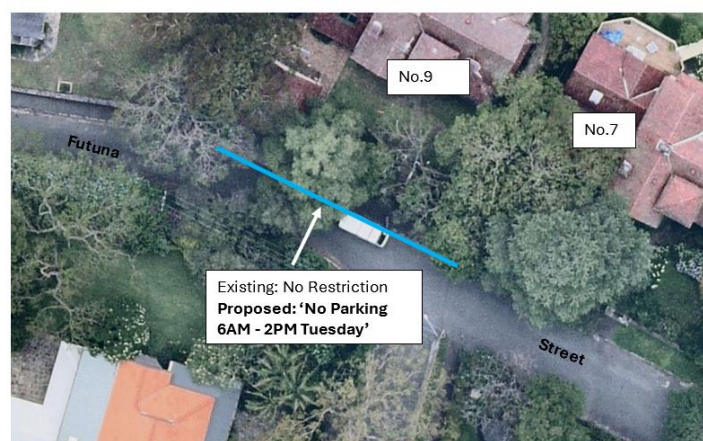 No.9
No.7
Futuna
Existing: No Restriction
Proposed: ‘No Parking
6AM - 2PM Tuesday’
Street